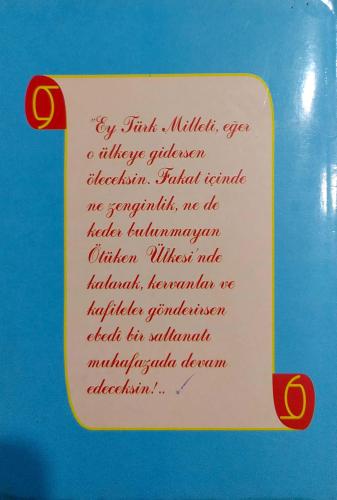 "Ey Türk Milleti, eğer
o ülkeye gidersen
öleceksin. Fakat içinde
ne zenginlik, ne de
keder bulunmayan
Ötüken Ülkesi'nde
kalarak, kervanlar ve
kafileler gönderirsen
ebedi bir saltanatı
muhafazada devam
edeceksin!..